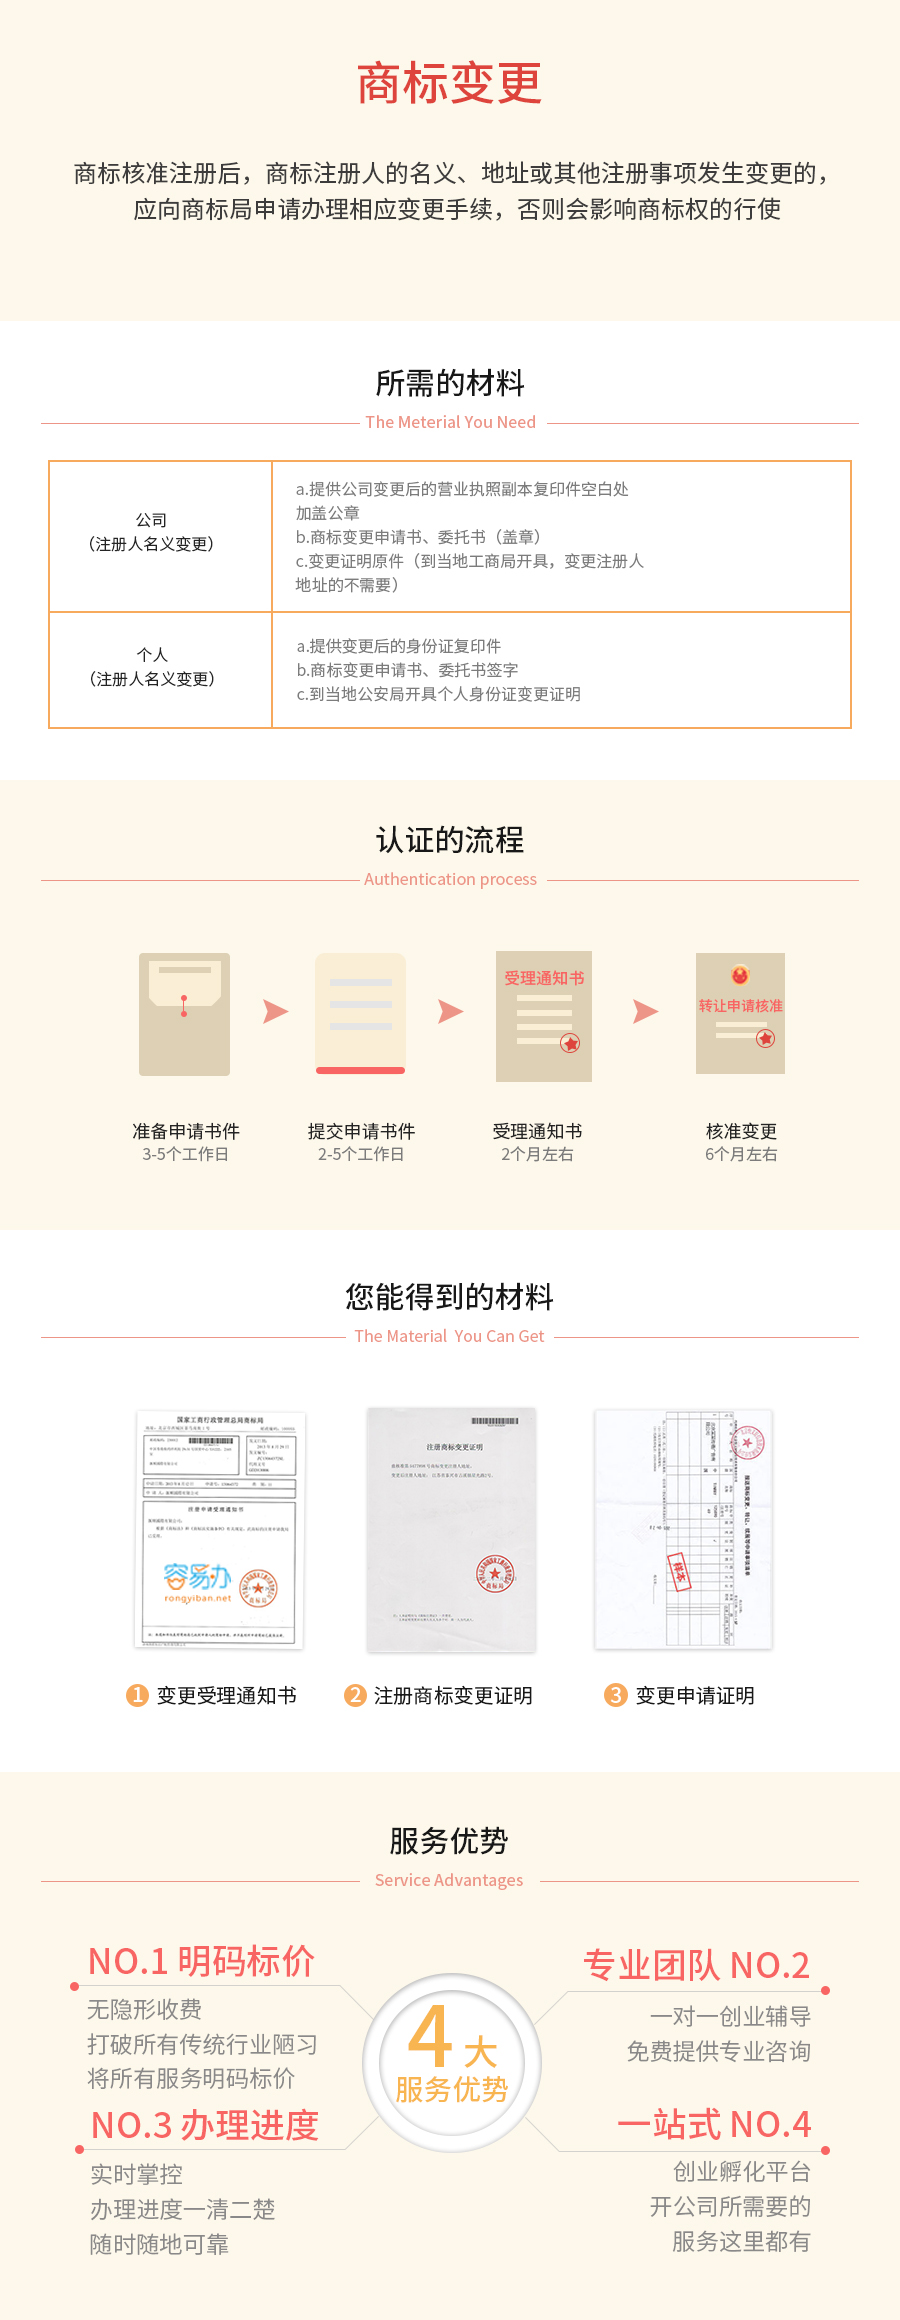 商标变更
商标核准注册后，商标注册人的名义、地址或其他注册事项发生变更的，
应向商标局申请办理相应变更手续，否则会影响商标权的行使
所需的材料
The Meterial You Need
公司
（注册人名义变更）
a.提供公司变更后的营业执照副本复印件空白处
加盖公章
b.商标变更申请书、委托书（盖章）
c.变更证明原件（到当地工商局开具，变更注册人
地址的不需要）
个人
（注册人名义变更）
a.提供变更后的身份证复印件
b.商标变更申请书、委托书签字
c.到当地公安局开具个人身份证变更证明
认证的流程
Authentication process
受理通知书
转让申请核准
准备申请书件
3-5个工作日
提交申请书件
2-5个工作日
受理通知书
2个月左右
核准变更
6个月左右
您能得到的材料
The Material You Can Get
国家工商行政管理总局商标局
注册申请受理通知书
容易办
rongyiban.net
商标局
注册商标变更证明
商标局
样本
1 变更受理通知书
2 注册商标变更证明
3 变更申请证明
服务优势
Service Advantages
NO.1 明码标价
无隐形收费
打破所有传统行业陋习
将所有服务明码标价
专业团队 NO.2
一对一创业辅导
免费提供专业咨询
4 大
服务优势
NO.3 办理进度
实时掌控
办理进度一清二楚
随时随地可靠
一站式 NO.4
创业孵化平台
开公司所需要的
服务这里都有